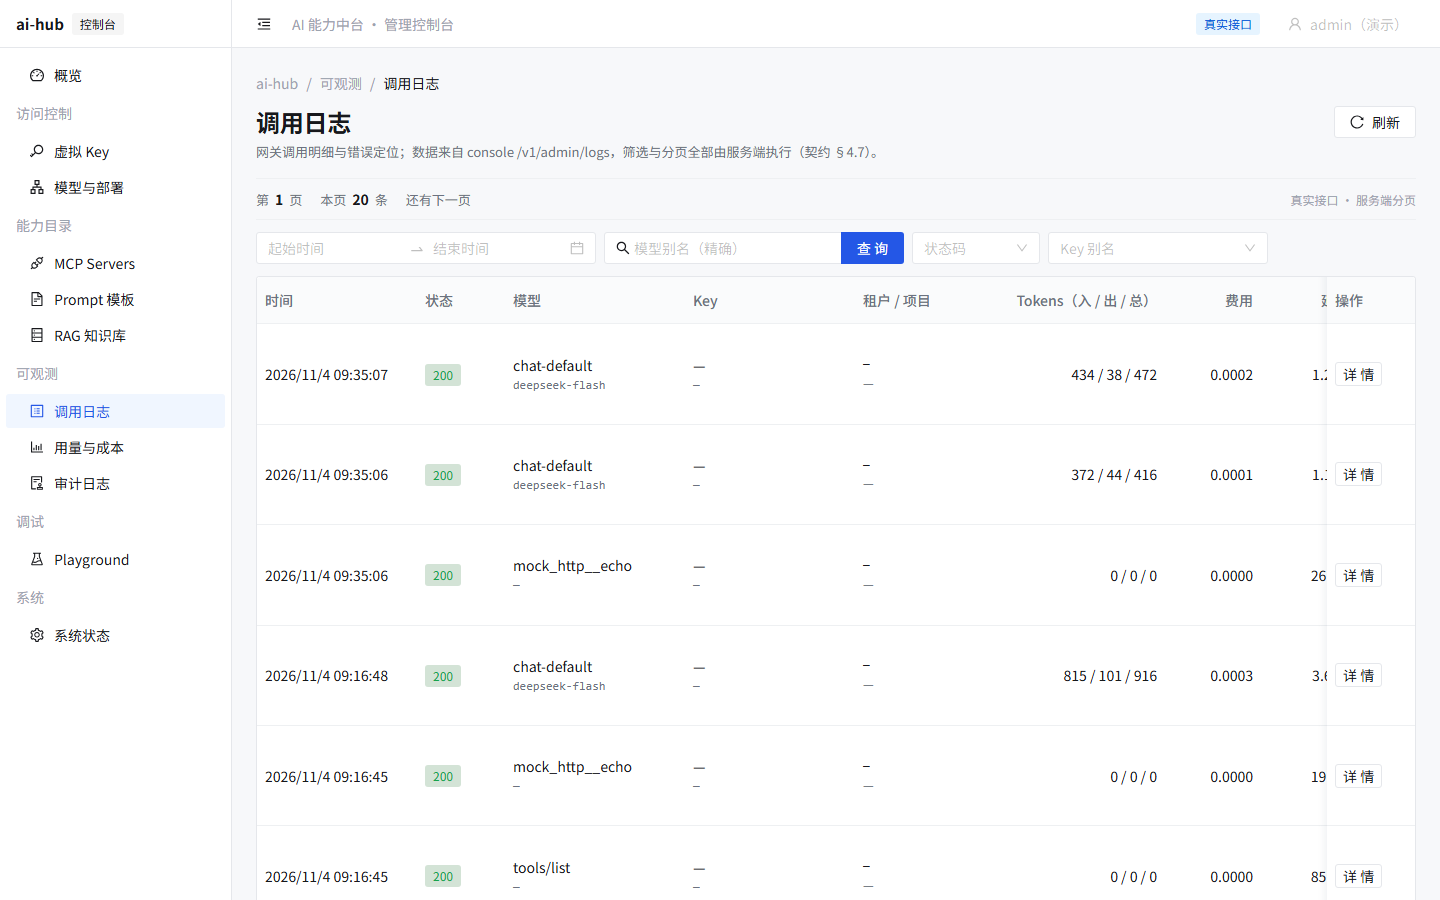 ai-hub 控制台
AI 能力中台 · 管理控制台
真实接口
admin（演示）
概览
访问控制
虚拟 Key
模型与部署
能力目录
MCP Servers
Prompt 模板
RAG 知识库
可观测
调用日志
用量与成本
审计日志
调试
Playground
系统
系统状态
ai-hub / 可观测 / 调用日志
调用日志
刷新
网关调用明细与错误定位；数据来自 console /v1/admin/logs，筛选与分页全部由服务端执行（契约 §4.7）。
第 1 页 本页 20 条 还有下一页
真实接口 · 服务端分页
起始时间 → 结束时间 模型别名（精确） 查 询 状态码 Key 别名
时间 状态 模型 Key 租户 / 项目 Tokens（入 / 出 / 总） 费用 操作
2026/11/4 09:35:07 200 chat-default — – 434 / 38 / 472 0.0002 1.2 详 情
deepseek-flash – —
2026/11/4 09:35:06 200 chat-default — – 372 / 44 / 416 0.0001 1. 详 情
deepseek-flash – —
2026/11/4 09:35:06 200 mock_http__echo — – 0 / 0 / 0 0.0000 26 详 情
– – —
2026/11/4 09:16:48 200 chat-default — – 815 / 101 / 916 0.0003 3.6 详 情
deepseek-flash – —
2026/11/4 09:16:45 200 mock_http__echo — – 0 / 0 / 0 0.0000 19 详 情
– – —
2026/11/4 09:16:45 200 tools/list — – 0 / 0 / 0 0.0000 85 详 情
– – —